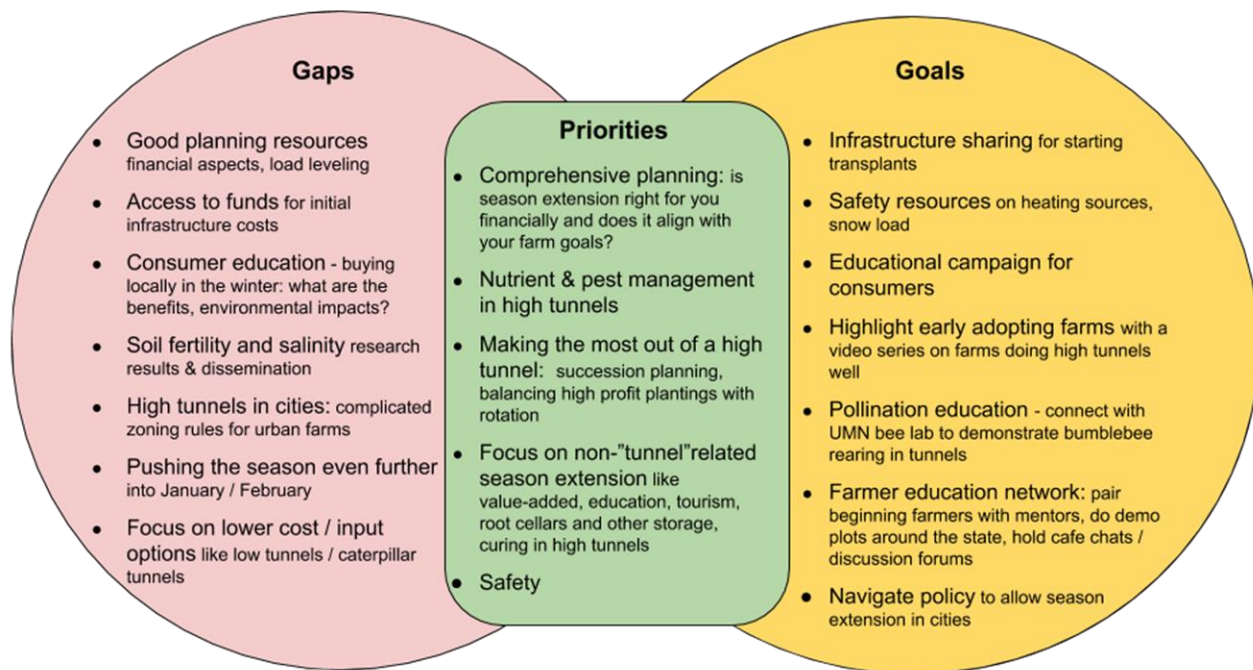 Gaps
● Good planning resources
financial aspects, load leveling
● Access to funds for initial
infrastructure costs
● Consumer education - buying
locally in the winter: what are the
benefits, environmental impacts?
● Soil fertility and salinity research
results & dissemination
● High tunnels in cities: complicated
zoning rules for urban farms
● Pushing the season even further
into January / February
● Focus on lower cost / input
options like low tunnels / caterpillar
tunnels
Priorities
● Comprehensive planning: is
season extension right for you
financially and does it align with
your farm goals?
● Nutrient & pest management
in high tunnels
● Making the most out of a high
tunnel: succession planning,
balancing high profit plantings with
rotation
● Focus on non-"tunnel"related
season extension like
value-added, education, tourism,
root cellars and other storage,
curing in high tunnels
● Safety
Goals
● Infrastructure sharing for starting
transplants
● Safety resources on heating sources,
snow load
● Educational campaign for
consumers
● Highlight early adopting farms with a
video series on farms doing high tunnels
well
● Pollination education - connect with
UMN bee lab to demonstrate bumblebee
rearing in tunnels
● Farmer education network: pair
beginning farmers with mentors, do demo
plots around the state, hold cafe chats /
discussion forums
● Navigate policy to allow season
extension in cities